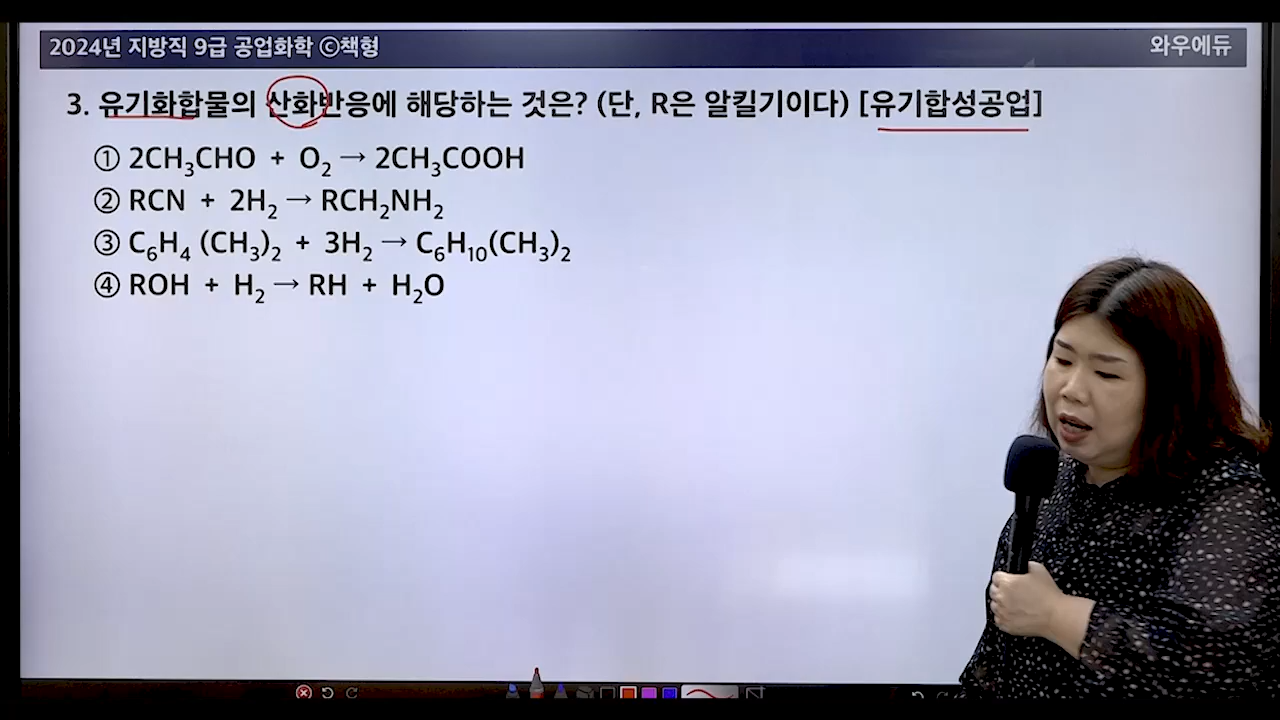 2024년 지방직 9급 공업화학 ⓒ책형 와우에듀
3. 유기화합물의 산화반응에 해당하는 것은? (단, R은 알킬기이다) [유기합성공업]
① 2CH₃CHO + O₂ → 2CH₃COOH
② RCN + 2H₂ → RCH₂NH₂
③ C₆H₄ (CH₃)₂ + 3H₂ → C₆H₁₀(CH₃)₂
④ ROH + H₂ → RH + H₂O